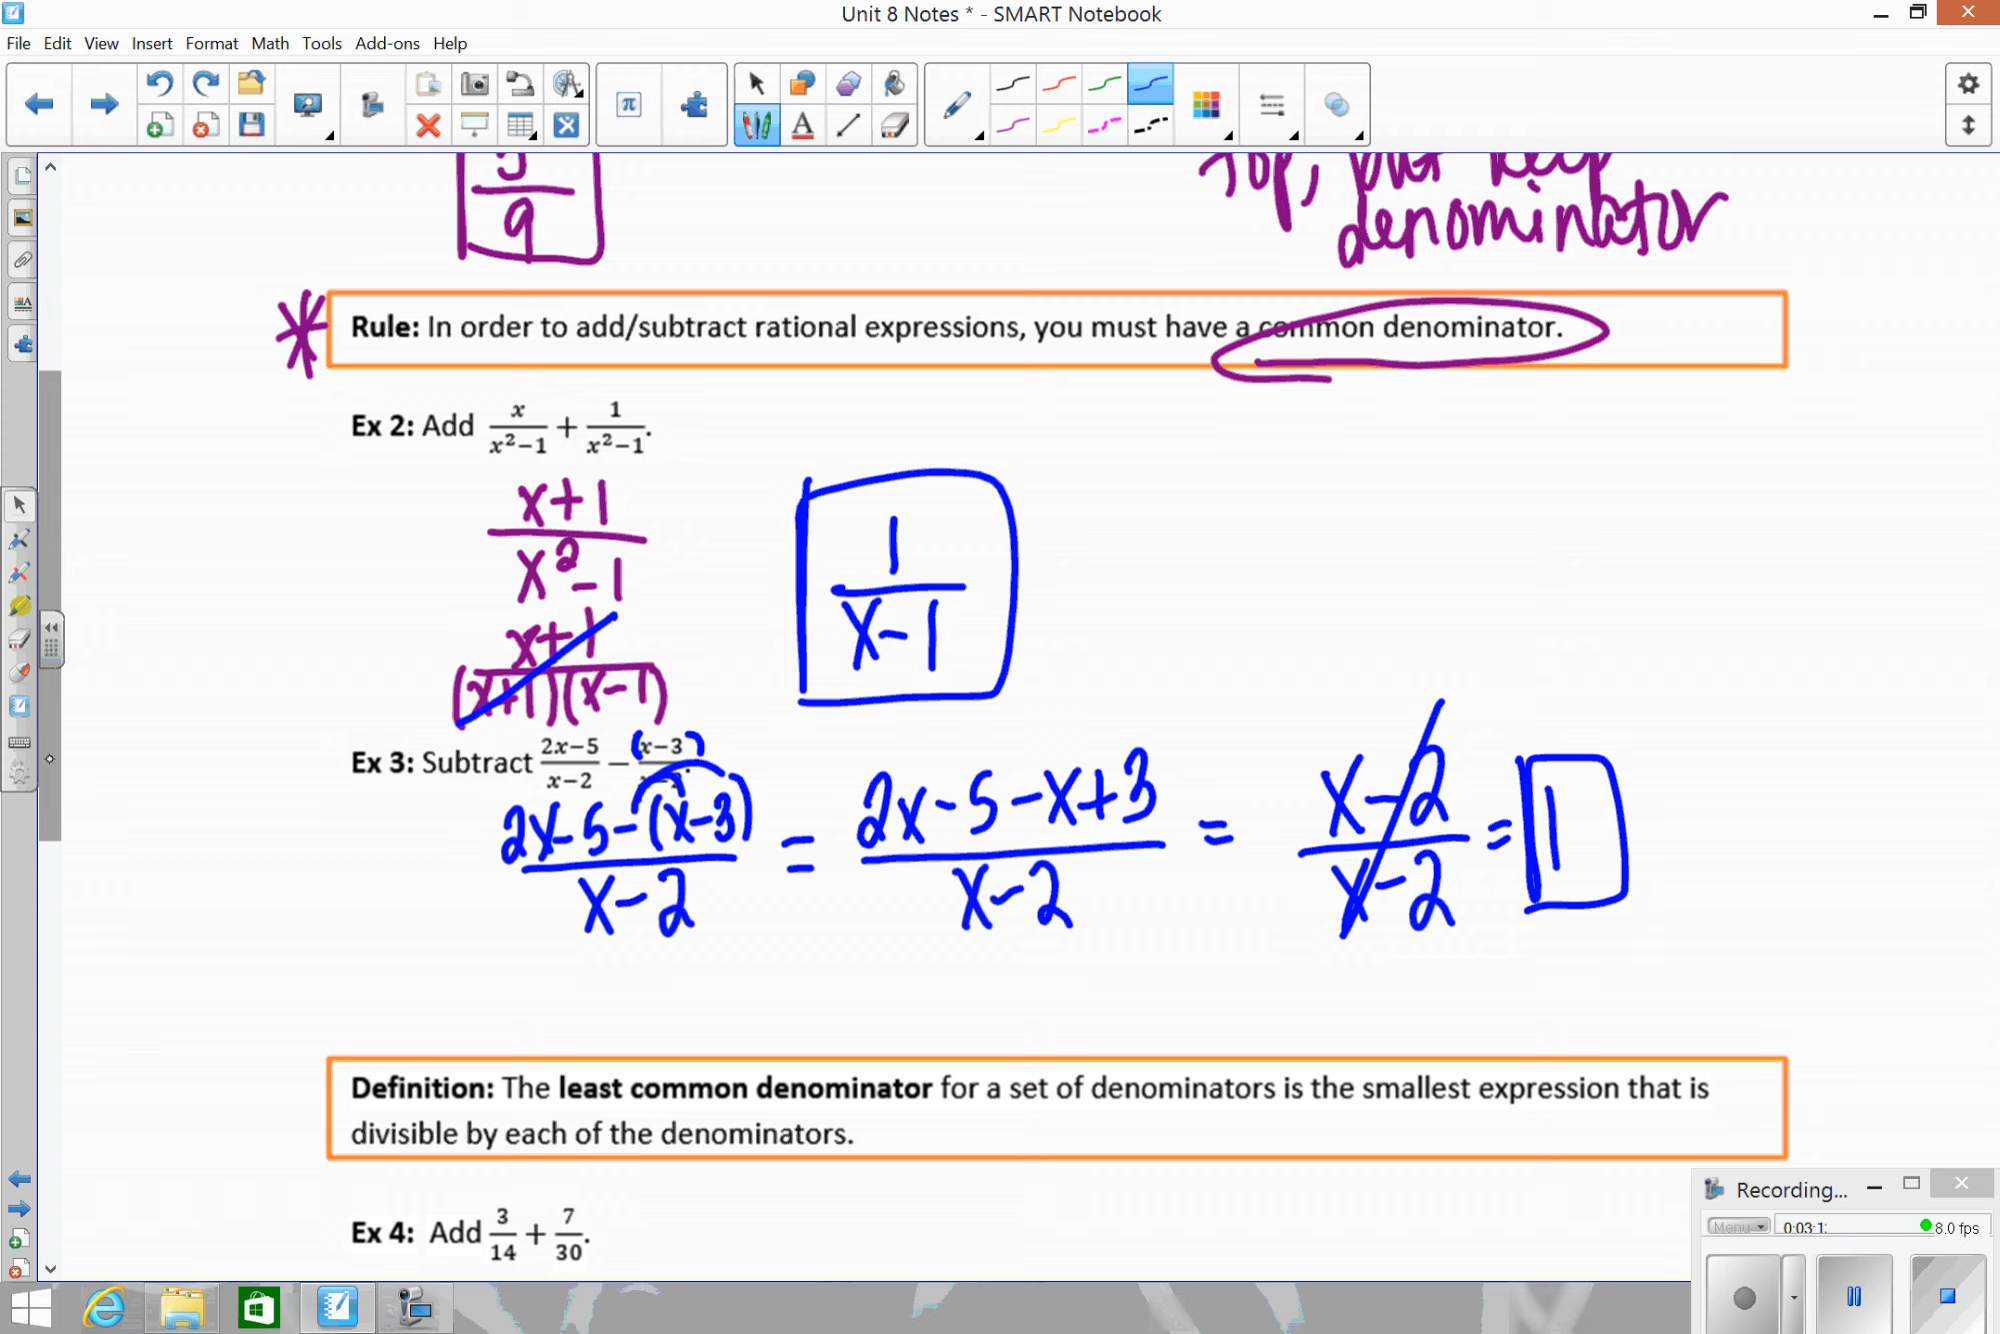 Unit 8 Notes * - SMART Notebook
File Edit View Insert Format Math Tools Add-ons Help
9
denominator
Rule: In order to add/subtract rational expressions, you must have a common denominator.
Ex 2: Add x/(x²−1) + 1/(x²−1).
x+1
x²-1
x+1
(x+1)(x-1)
1
x-1
Ex 3: Subtract (2x−5)/(x−2) − (x−3)
2x-5-(x-3) = 2x-5-x+3 = x-2 = 1
x-2 x-2 x-2
Definition: The least common denominator for a set of denominators is the smallest expression that is
divisible by each of the denominators.
Ex 4: Add 3/14 + 7/30.
Recording...
Menu 0:03:1 8.0 fps